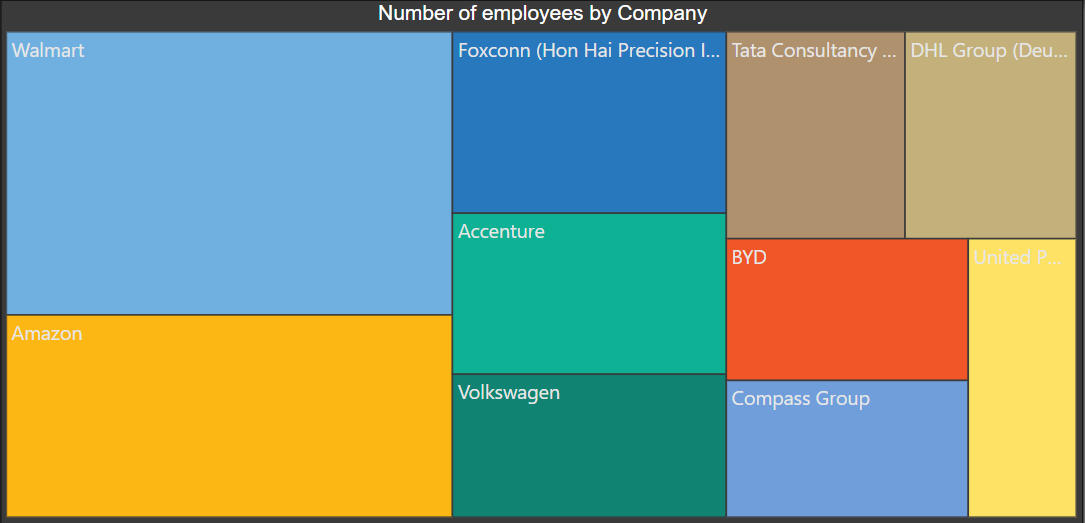 Number of employees by Company
Walmart
Foxconn (Hon Hai Precision I...
Tata Consultancy ...
DHL Group (Deu...
Accenture
BYD
United P...
Amazon
Volkswagen
Compass Group